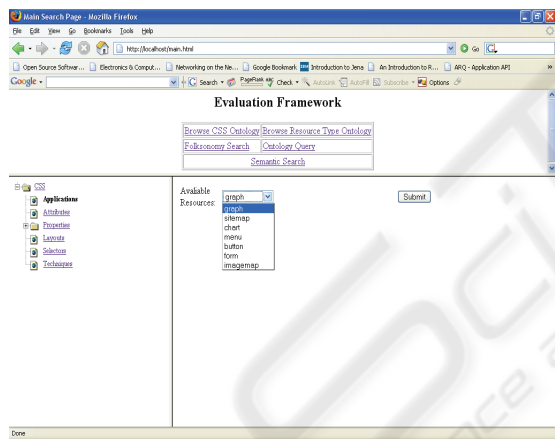 Main Search Page - Mozilla Firefox
File Edit View Go Bookmarks Tools Help
http://localhost/main.html Go
Open Source Softwar... Electronics & Comput... Networking on the Ne... Google Bookmark Introduction to Jena An Introduction to R... ARQ - Application API »
Google Search PageRank Check AutoLink AutoFill Subscribe Options
Evaluation Framework
Browse CSS Ontology Browse Resource Type Ontology
Folksonomy Search Ontology Query
Semantic Search
CSS
Applications
Attributes
Properties
Layouts
Selectors
Techniques
Avaliable
Resources: graph Submit
graph
sitemap
chart
menu
button
form
imagemap
Done